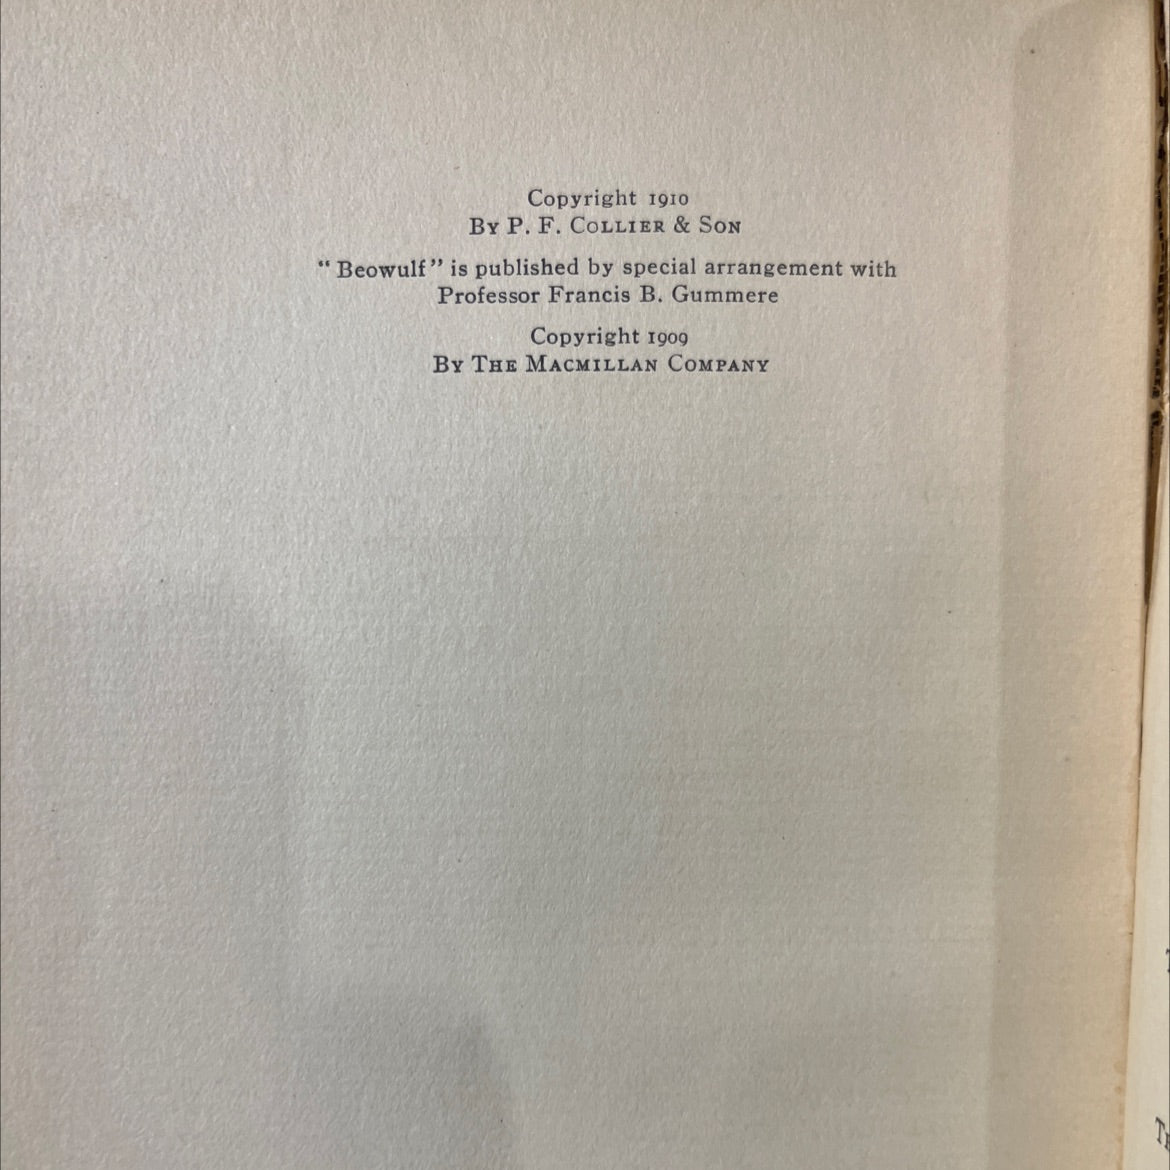 Copyright 1910
By P. F. Collier & Son
“ Beowulf ” is published by special arrangement with
Professor Francis B. Gummere
Copyright 1909
By The Macmillan Company